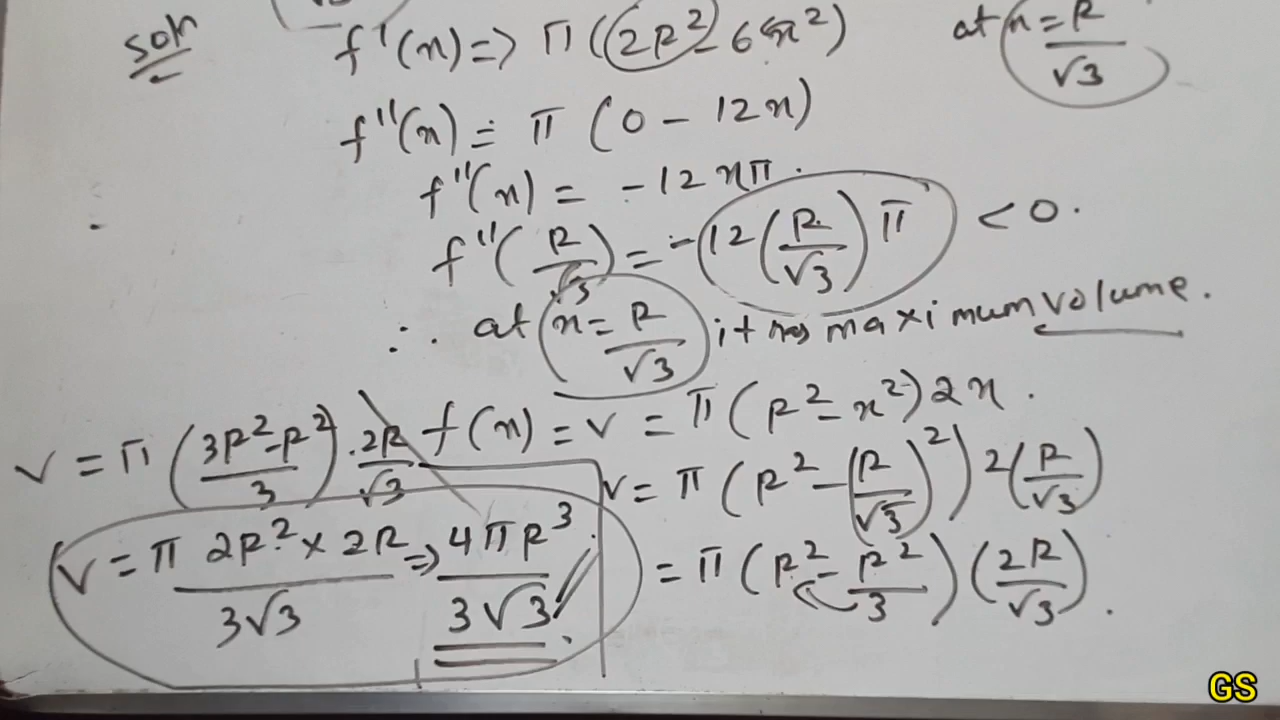 soln f'(x) => π(2R² - 6x²) at x = R/√3
f''(x) = π (0 - 12x)
f''(x) = -12xπ.
f''(R/√3) = -12(R/√3)π < 0.
∴ at x = R/√3 it has maximum volume.
f(x) = V = π(R² - x²)2x.
V = π(R² - (R/√3)²) 2(R/√3)
= π(R² - R²/3)(2R/√3).
V = π((3R² - R²)/3) . 2R/√3
V = π 2R² × 2R / 3√3 => 4πR³/3√3 .
GS